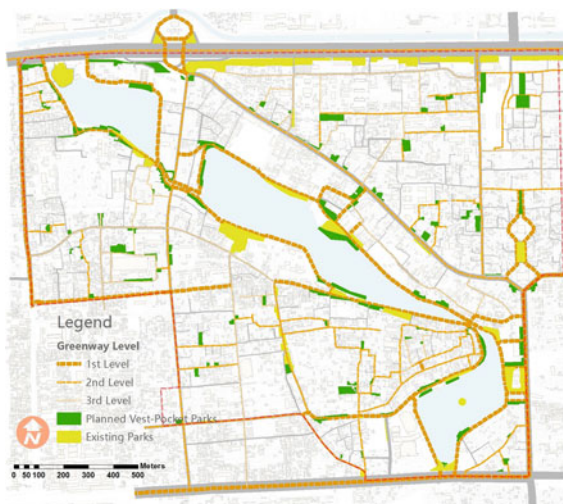 Legend
Greenway Level
1st Level
2nd Level
3rd Level
Planned Vest-Pocket Parks
Existing Parks
N
0 50 100 200 300 400 500 Meters